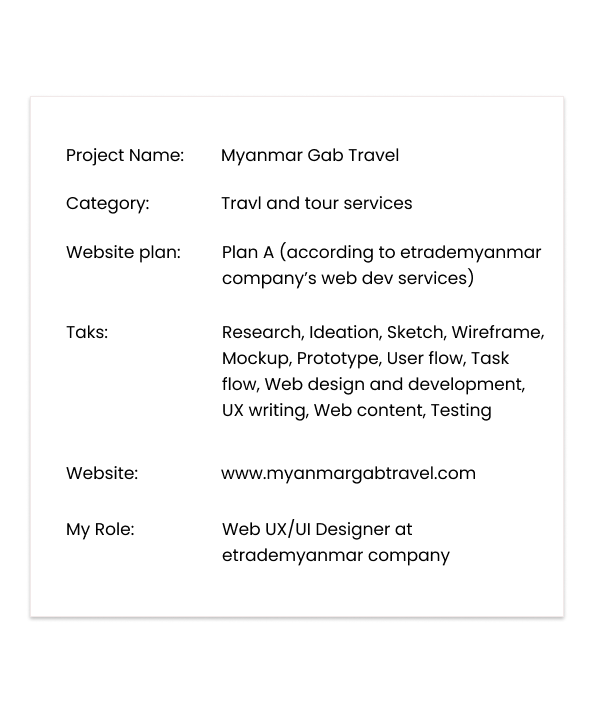 Project Name: Myanmar Gab Travel
Category: Travl and tour services
Website plan: Plan A (according to etrademyanmar
company’s web dev services)
Taks: Research, Ideation, Sketch, Wireframe,
Mockup, Prototype, User flow, Task
flow, Web design and development,
UX writing, Web content, Testing
Website: www.myanmargabtravel.com
My Role: Web UX/UI Designer at
etrademyanmar company